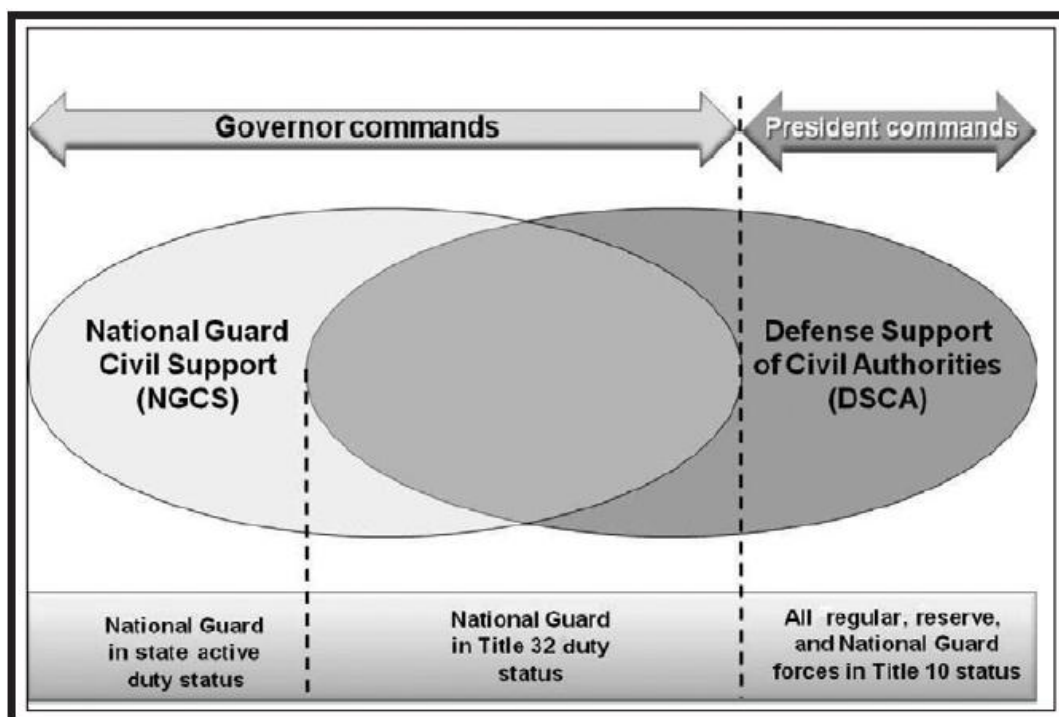 Governor commands
President commands
National Guard
Civil Support
(NGCS)
Defense Support
of Civil Authorities
(DSCA)
National Guard
in state active
duty status
National Guard
in Title 32 duty
status
All regular, reserve,
and National Guard
forces in Title 10 status